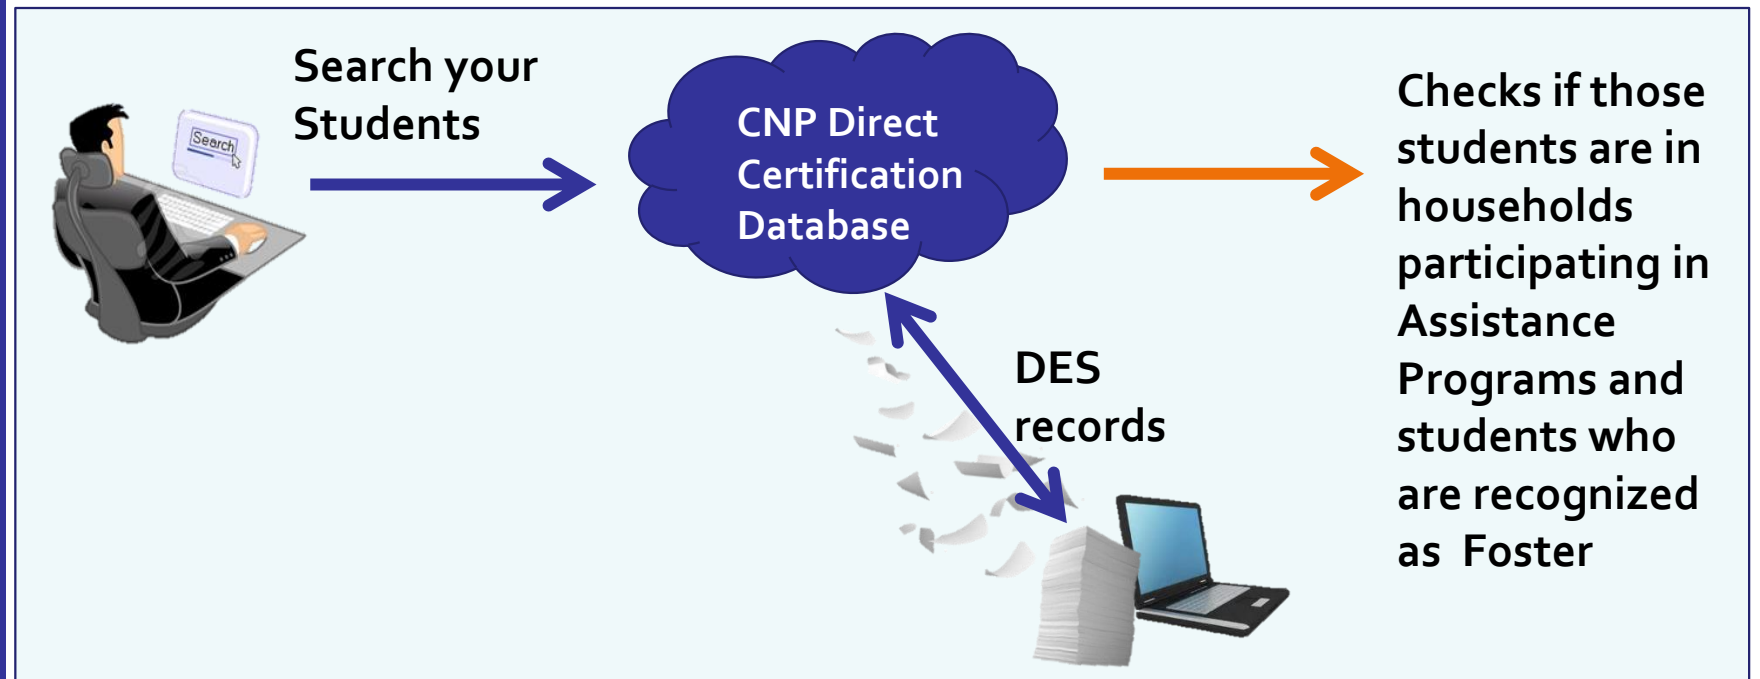 Search your
Students
Search
CNP Direct
Certification
Database
DES
records
Checks if those
students are in
households
participating in
Assistance
Programs and
students who
are recognized
as  Foster